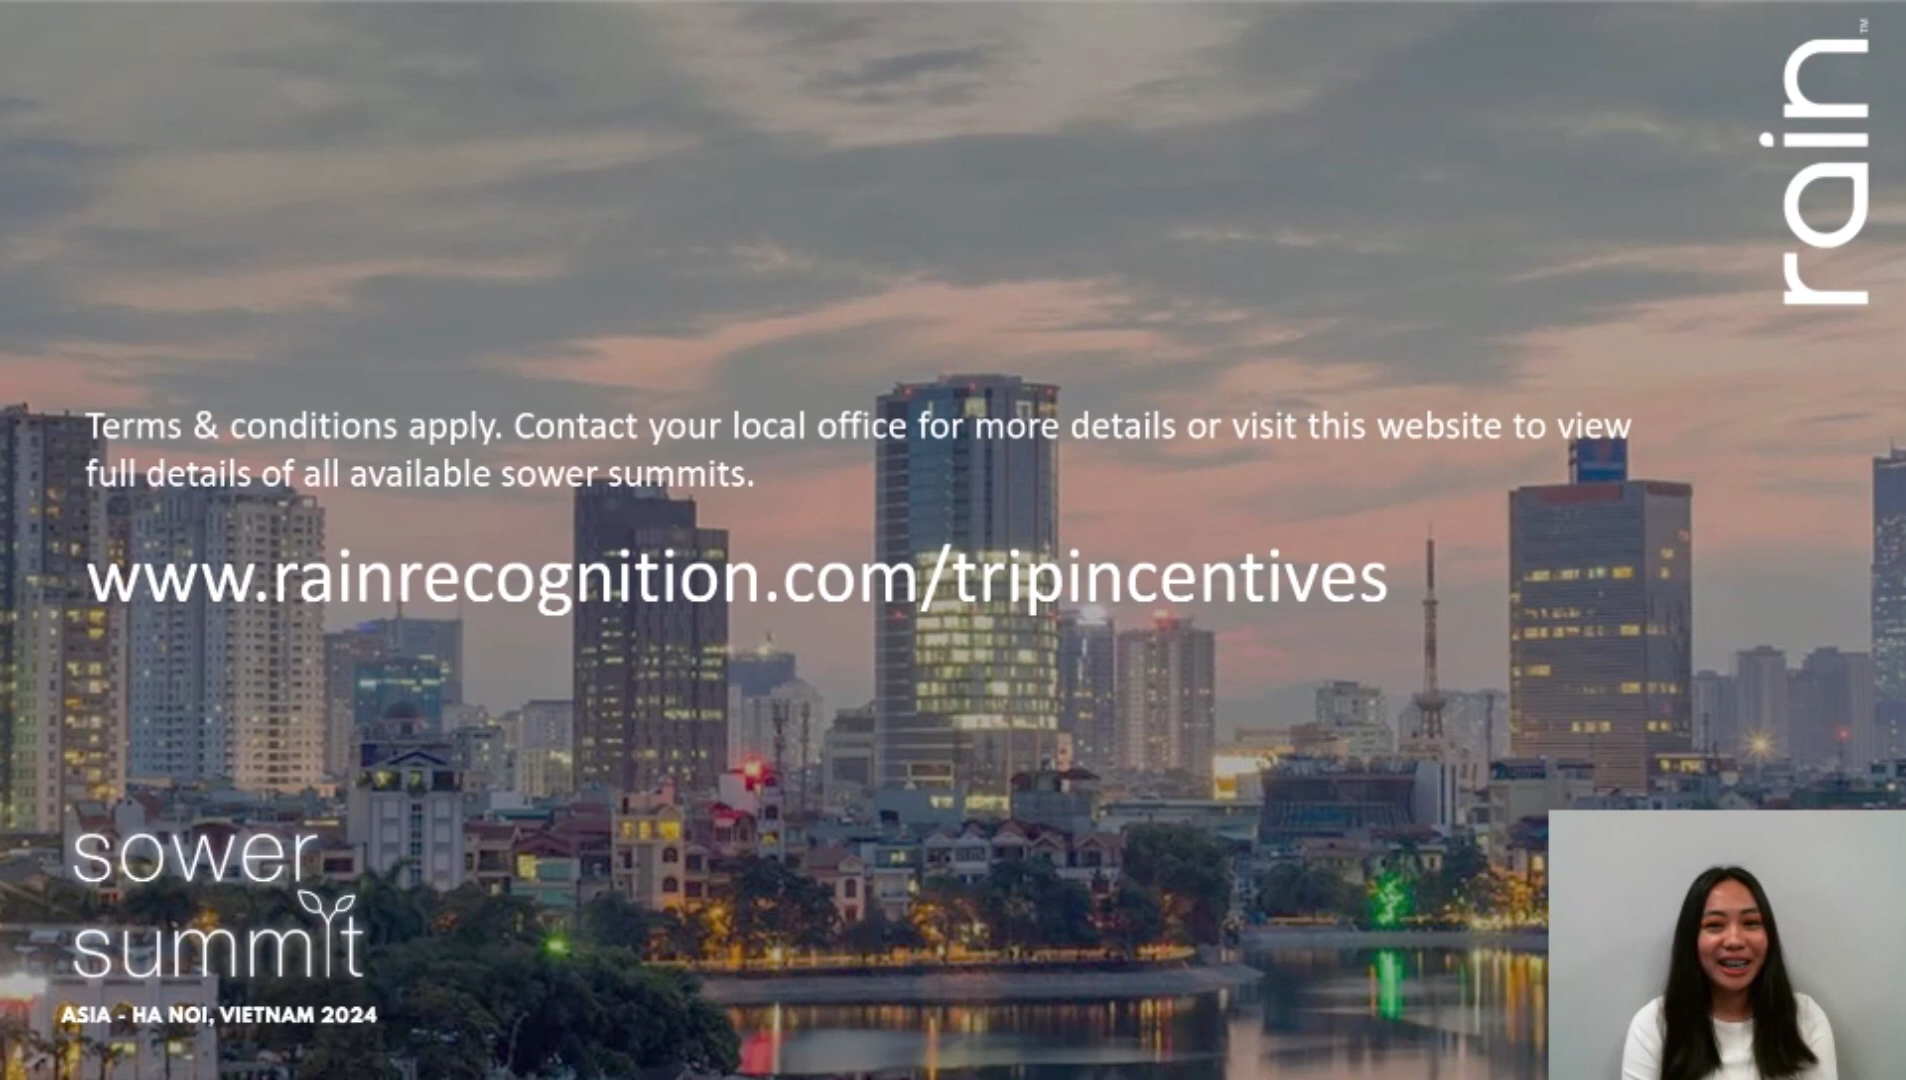 rain™
Terms & conditions apply. Contact your local office for more details or visit this website to view
full details of all available sower summits.
www.rainrecognition.com/tripincentives
sower
summit
ASIA - HA NOI, VIETNAM 2024